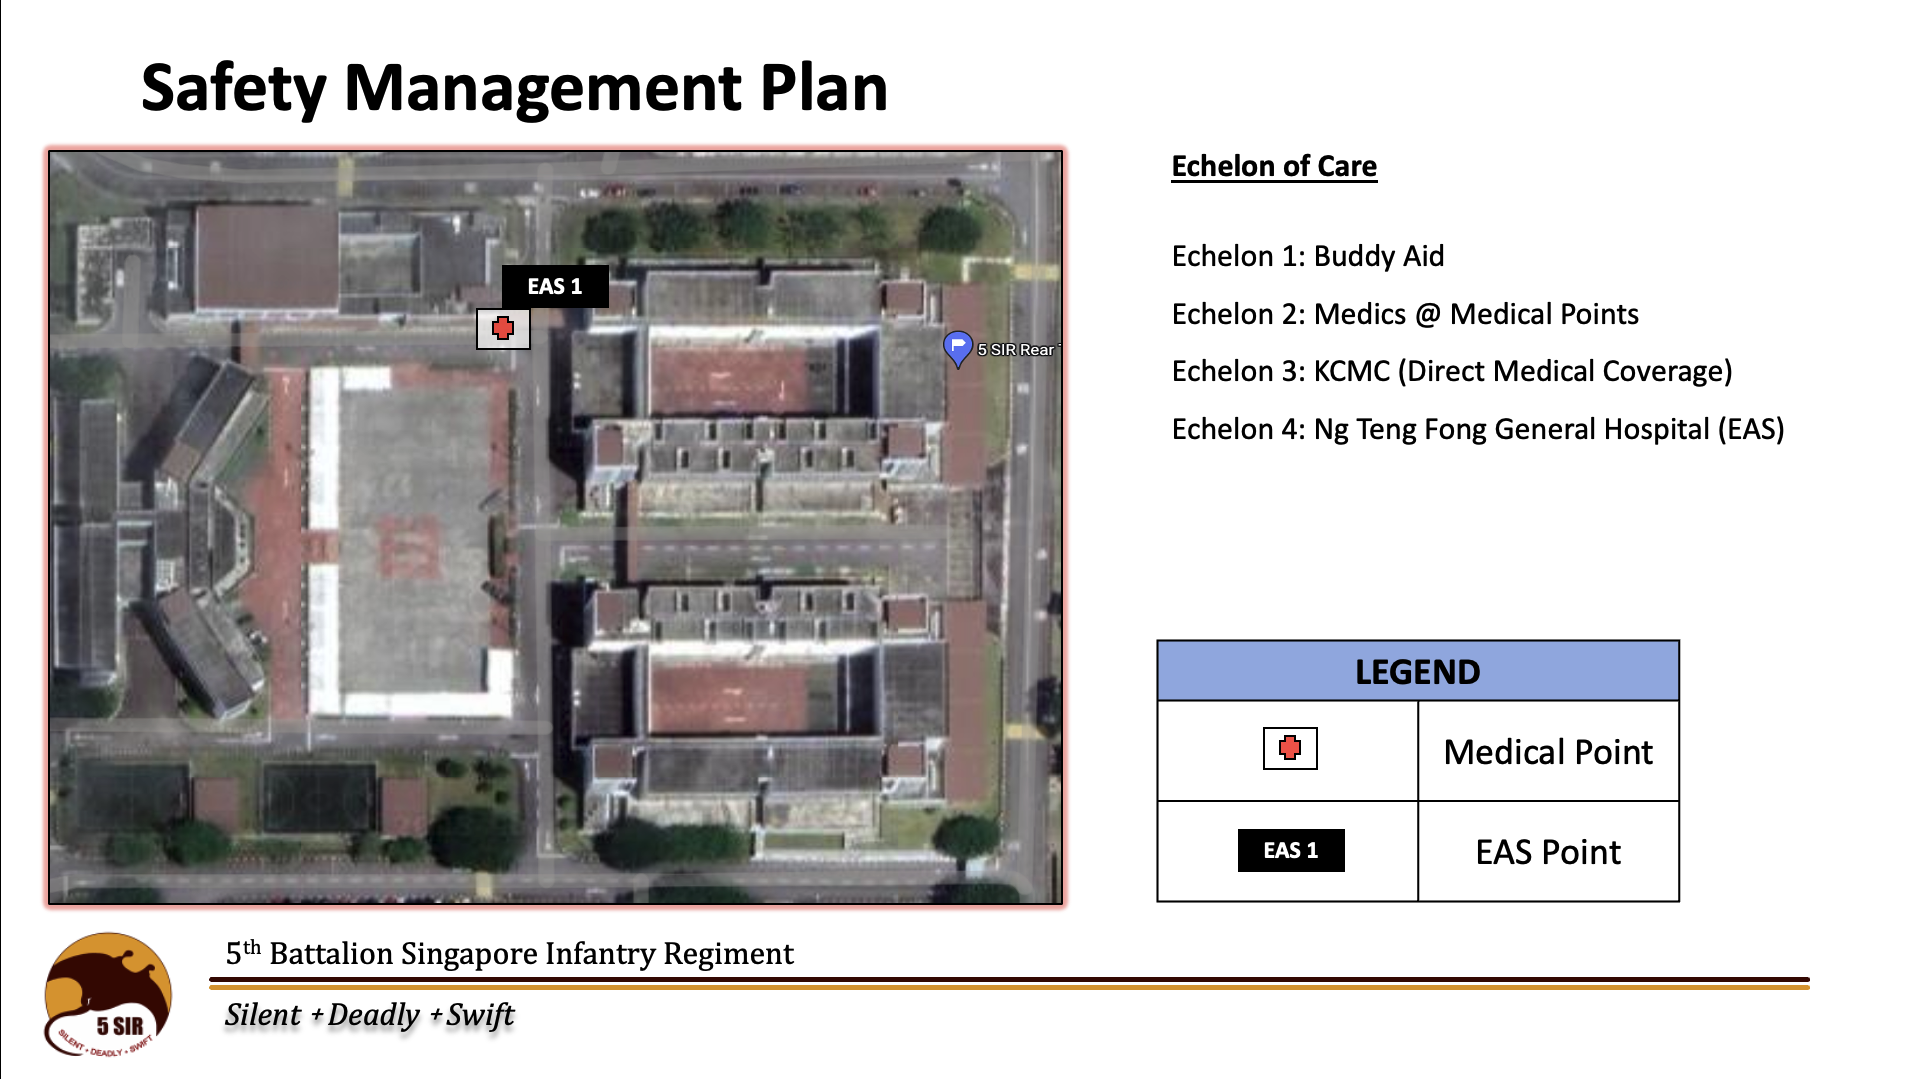 Safety Management Plan
EAS 1
5 SIR Rear
Echelon of Care
Echelon 1: Buddy Aid
Echelon 2: Medics @ Medical Points
Echelon 3: KCMC (Direct Medical Coverage)
Echelon 4: Ng Teng Fong General Hospital (EAS)
LEGEND
Medical Point
EAS 1
EAS Point
5th Battalion Singapore Infantry Regiment
Silent + Deadly + Swift
5 SIR
SILENT • DEADLY • SWIFT